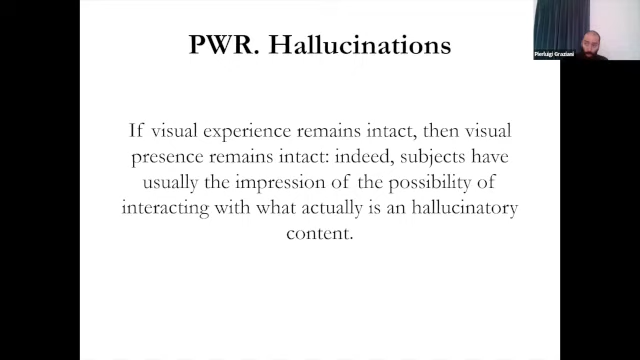 PWR. Hallucinations
Pierluigi Graziani
If visual experience remains intact, then visual
presence remains intact: indeed, subjects have
usually the impression of the possibility of
interacting with what actually is an hallucinatory
content.